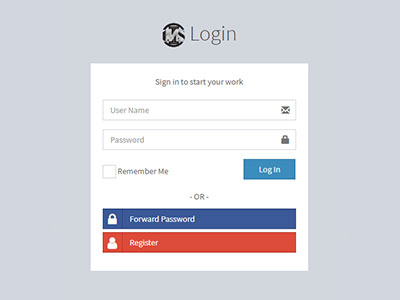 Login
Sign in to start your work
User Name
Password
Remember Me
Log In
- OR -
Forward Password
Register